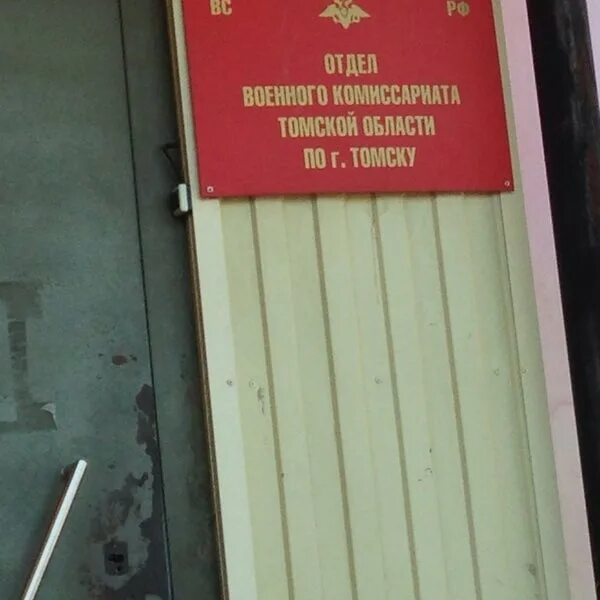 ВС РФ
ОТДЕЛ
ВОЕННОГО КОМИССАРИАТА
ТОМСКОЙ ОБЛАСТИ
ПО г. ТОМСКУ